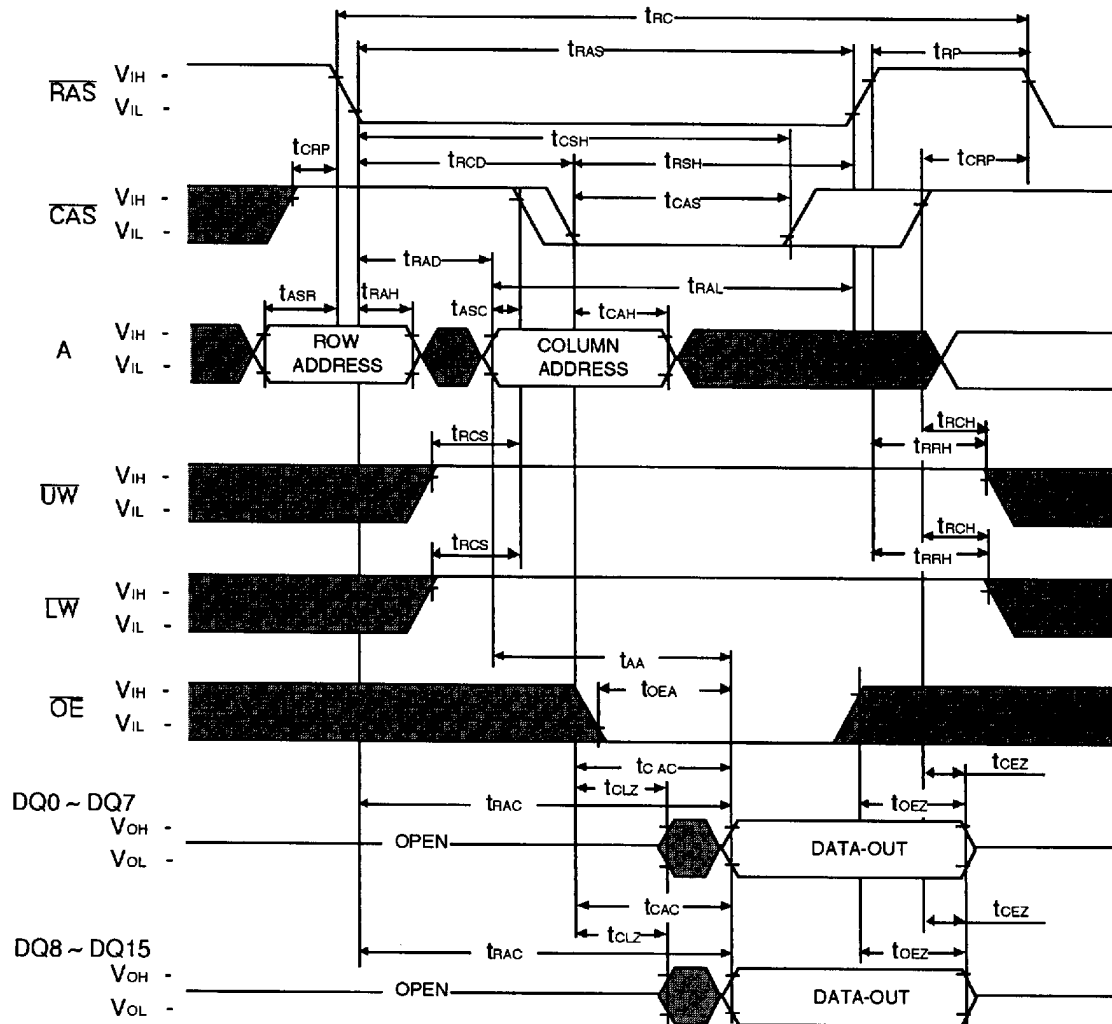 tRC
tRAS tRP
RAS VIH -
VIL -
tCSH
tCRP tRCD tRSH tCRP
CAS VIH -
VIL -
tCAS
tRAD
tRAL
tASR tRAH tASC tCAH
A VIH -
VIL -
ROW
ADDRESS
COLUMN
ADDRESS
tRCS tRCH
tRRH
UW VIH -
VIL -
tRCS tRCH
tRRH
LW VIH -
VIL -
tAA
tOEA
OE VIH -
VIL -
tC AC tCEZ
tCLZ
DQ0 ~ DQ7 tRAC tOEZ
VOH -
VOL -
OPEN DATA-OUT
tCAC tCEZ
tCLZ
DQ8 ~ DQ15 tRAC tOEZ
VOH -
VOL -
OPEN DATA-OUT